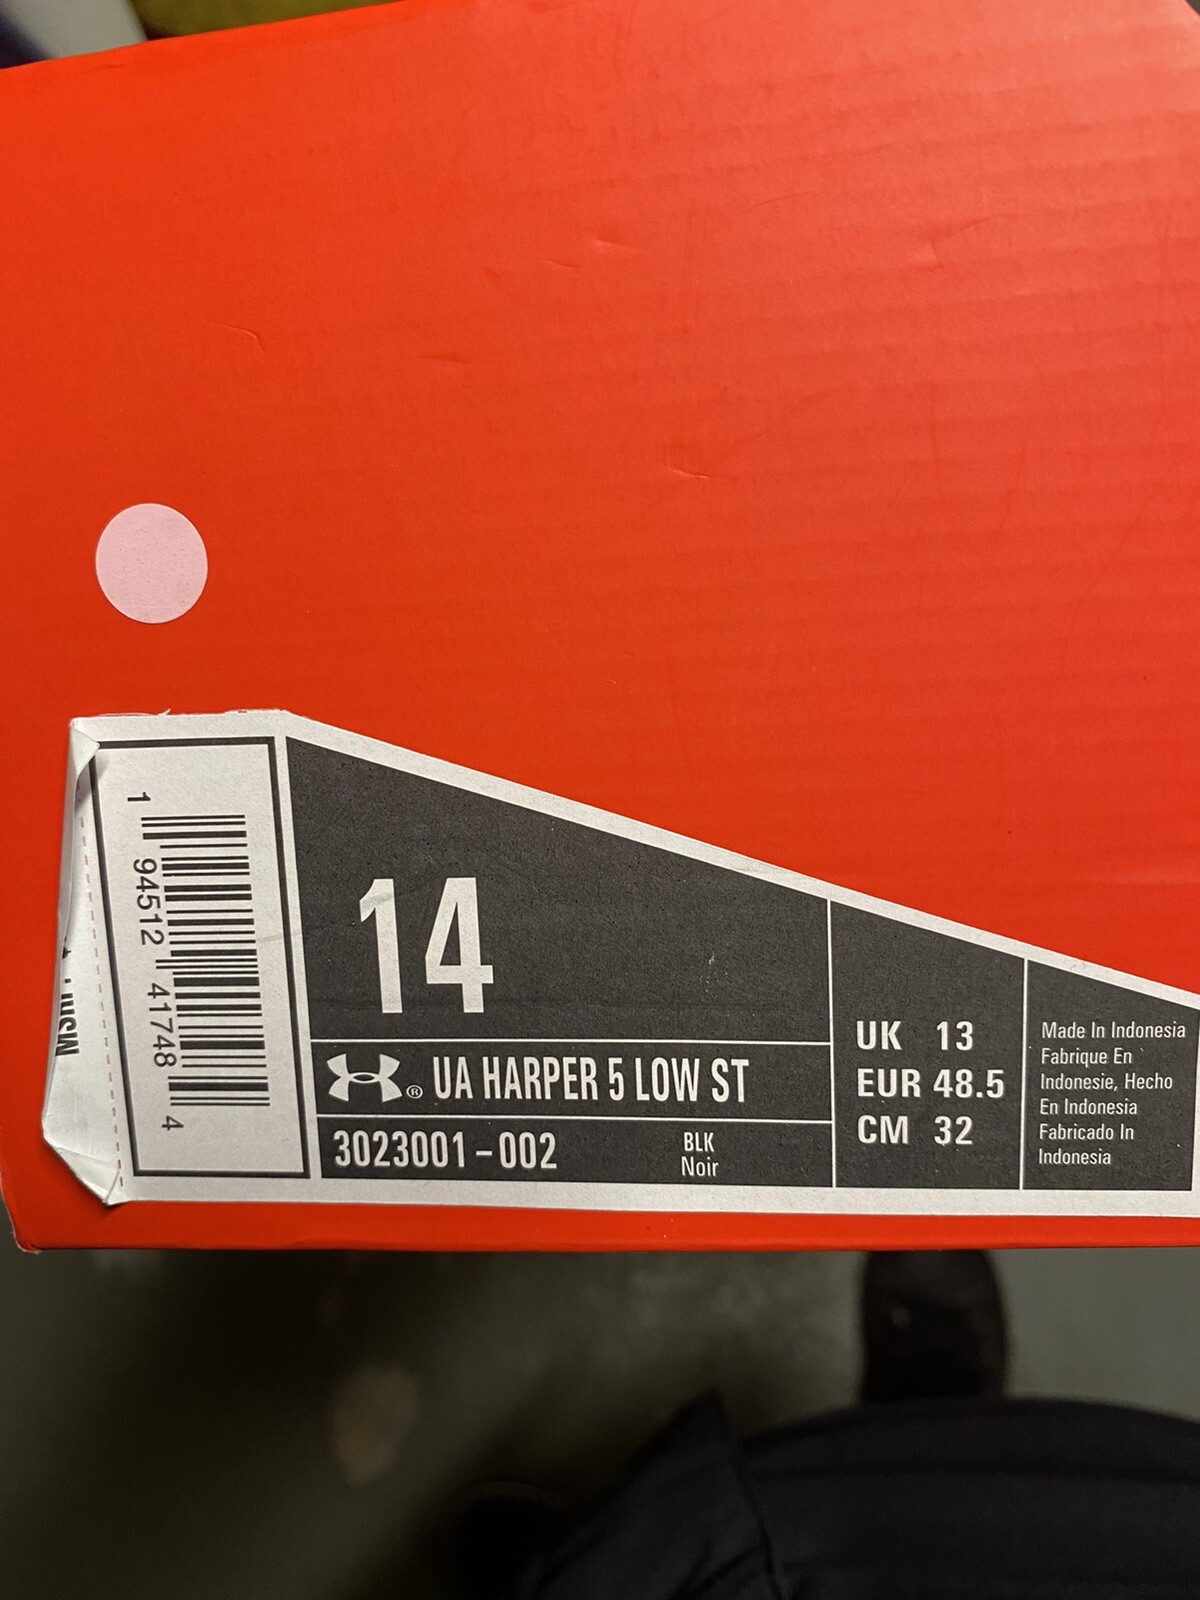 1 94512 41748 4
14
® UA HARPER 5 LOW ST
3023001-002
BLK
Noir
UK 13
EUR 48.5
CM 32
Made In Indonesia
Fabrique En
Indonesie, Hecho
En Indonesia
Fabricado In
Indonesia